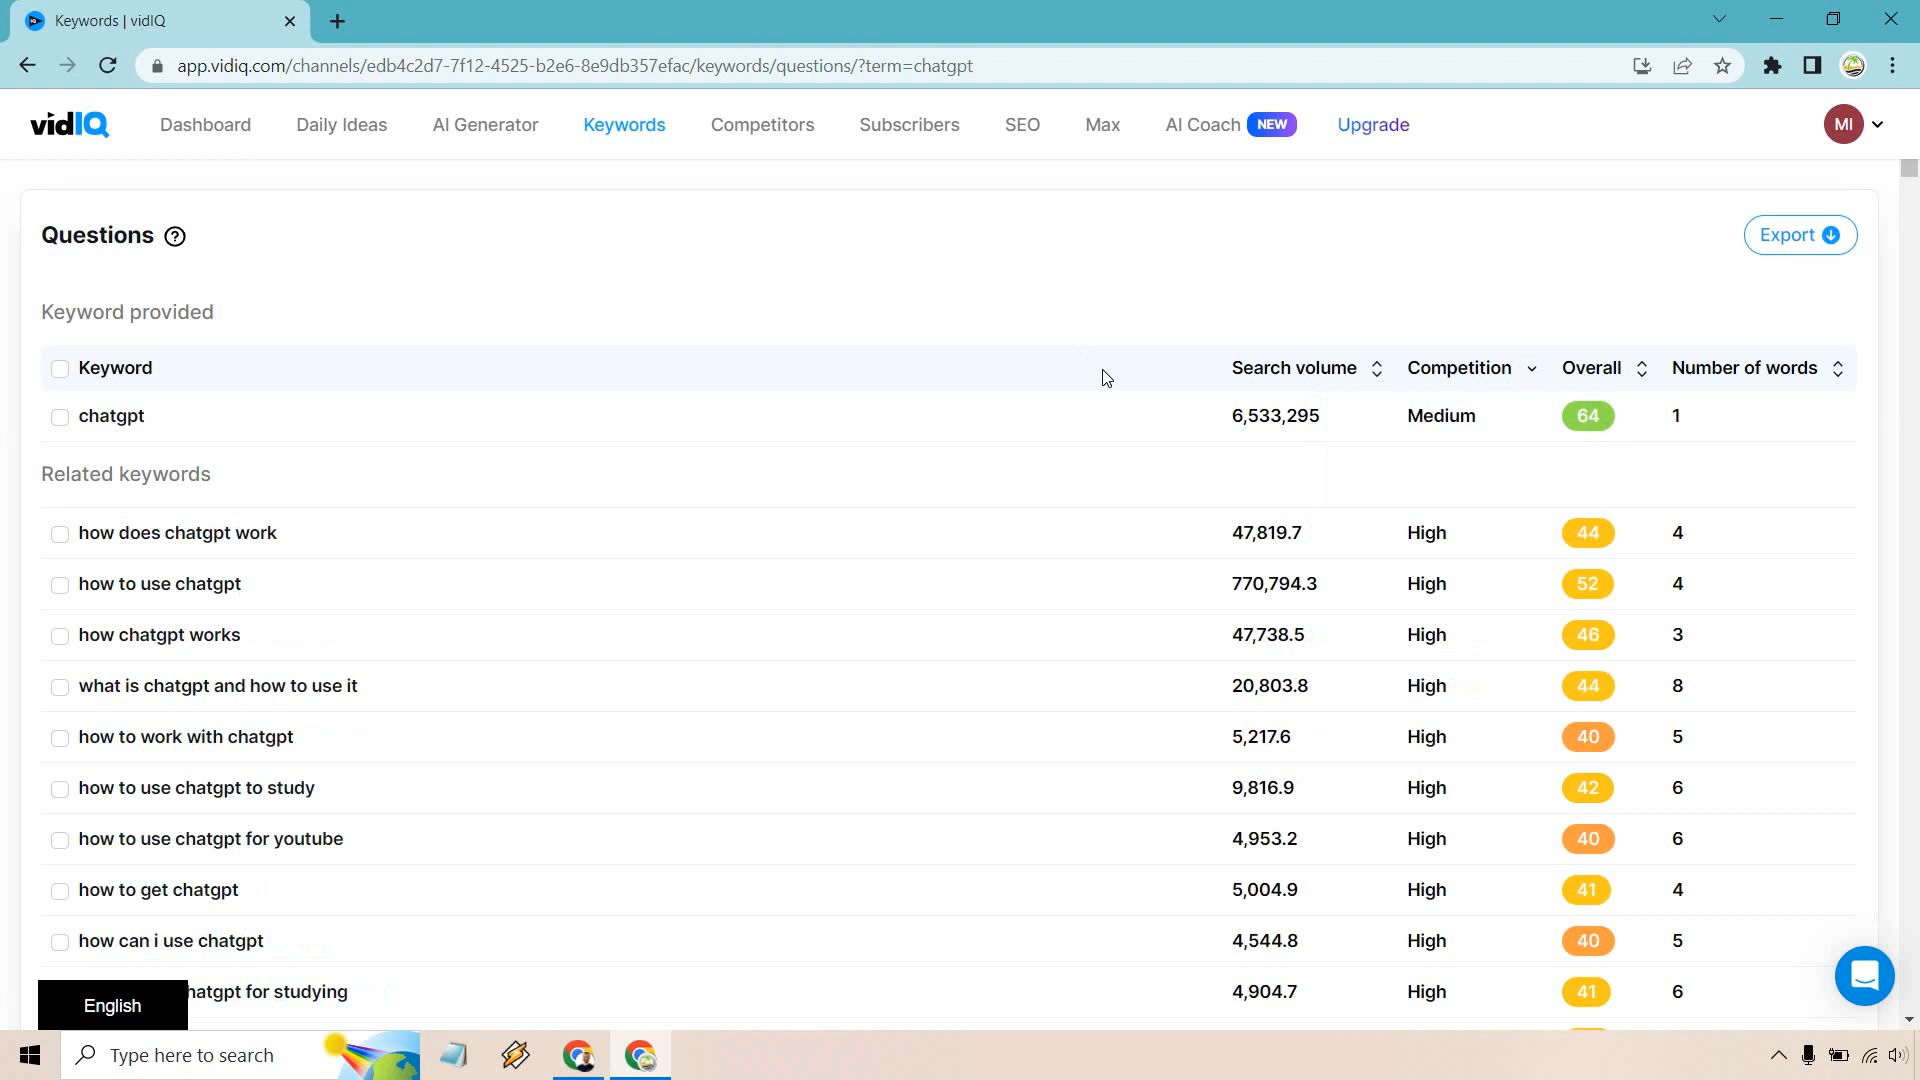 Keywords | vidIQ
app.vidiq.com/channels/edb4c2d7-7f12-4525-b2e6-8e9db357efac/keywords/questions/?term=chatgpt
vidIQ Dashboard Daily Ideas AI Generator Keywords Competitors Subscribers SEO Max AI Coach NEW Upgrade MI
Questions ? Export
Keyword provided
Keyword Search volume Competition Overall Number of words
chatgpt 6,533,295 Medium 64 1
Related keywords
how does chatgpt work 47,819.7 High 44 4
how to use chatgpt 770,794.3 High 52 4
how chatgpt works 47,738.5 High 46 3
what is chatgpt and how to use it 20,803.8 High 44 8
how to work with chatgpt 5,217.6 High 40 5
how to use chatgpt to study 9,816.9 High 42 6
how to use chatgpt for youtube 4,953.2 High 40 6
how to get chatgpt 5,004.9 High 41 4
how can i use chatgpt 4,544.8 High 40 5
hatgpt for studying 4,904.7 High 41 6
English
Type here to search